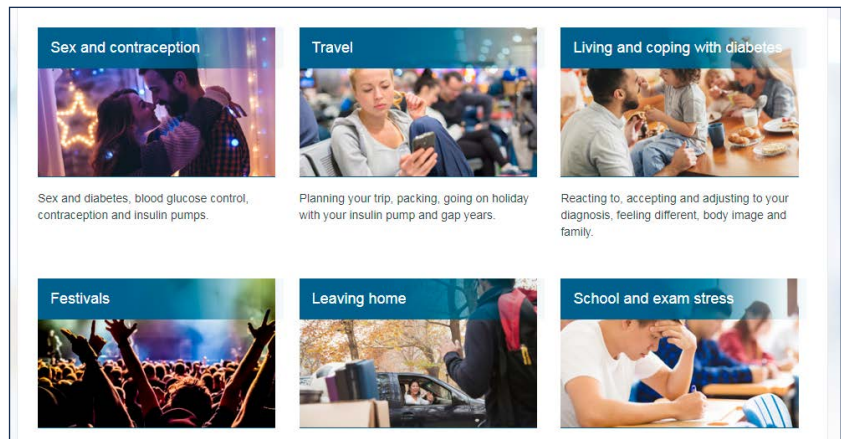 Sex and contraception
Travel
Living and coping with diabetes
Sex and diabetes, blood glucose control,
contraception and insulin pumps.
Planning your trip, packing, going on holiday
with your insulin pump and gap years.
Reacting to, accepting and adjusting to your
diagnosis, feeling different, body image and
family.
Festivals
Leaving home
School and exam stress